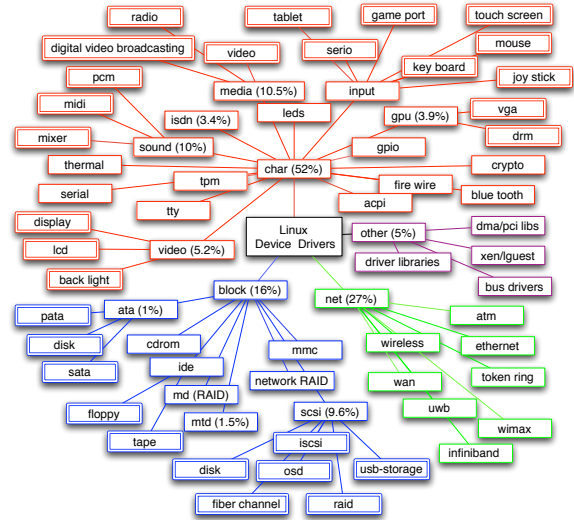 radio
tablet
game port
touch screen
digital video broadcasting
video
serio
mouse
key board
pcm
media (10.5%)
input
joy stick
midi
isdn (3.4%)
leds
gpu (3.9%)
vga
mixer
sound (10%)
gpio
drm
thermal
char (52%)
crypto
serial
tpm
fire wire
blue tooth
tty
acpi
display
Linux
Device Drivers
other (5%)
dma/pci libs
lcd
video (5.2%)
driver libraries
xen/lguest
back light
bus drivers
block (16%)
net (27%)
pata
ata (1%)
atm
disk
cdrom
mmc
wireless
ethernet
sata
ide
network RAID
wan
token ring
md (RAID)
floppy
mtd (1.5%)
scsi (9.6%)
uwb
wimax
tape
iscsi
infiniband
disk
osd
usb-storage
fiber channel
raid